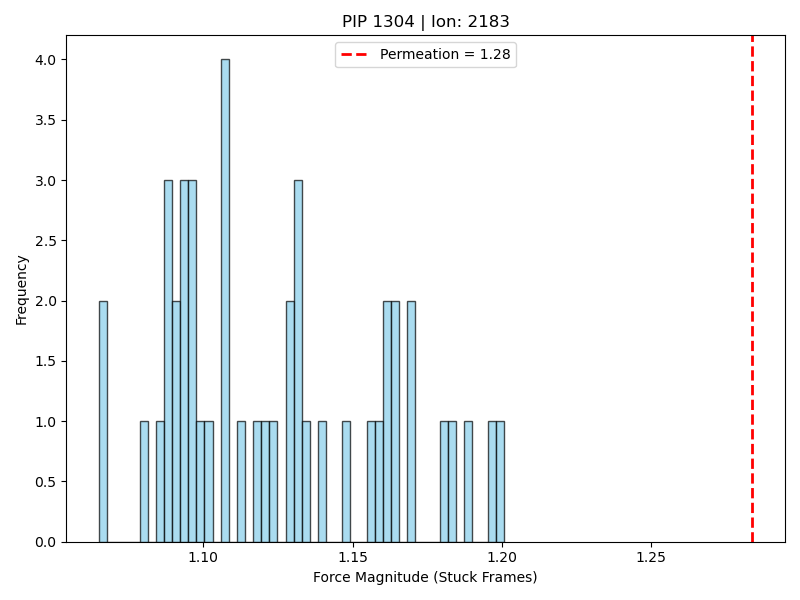 PIP 1304 | Ion: 2183
Permeation = 1.28
Frequency
4.0
3.5
3.0
2.5
2.0
1.5
1.0
0.5
0.0
1.10 1.15 1.20 1.25
Force Magnitude (Stuck Frames)